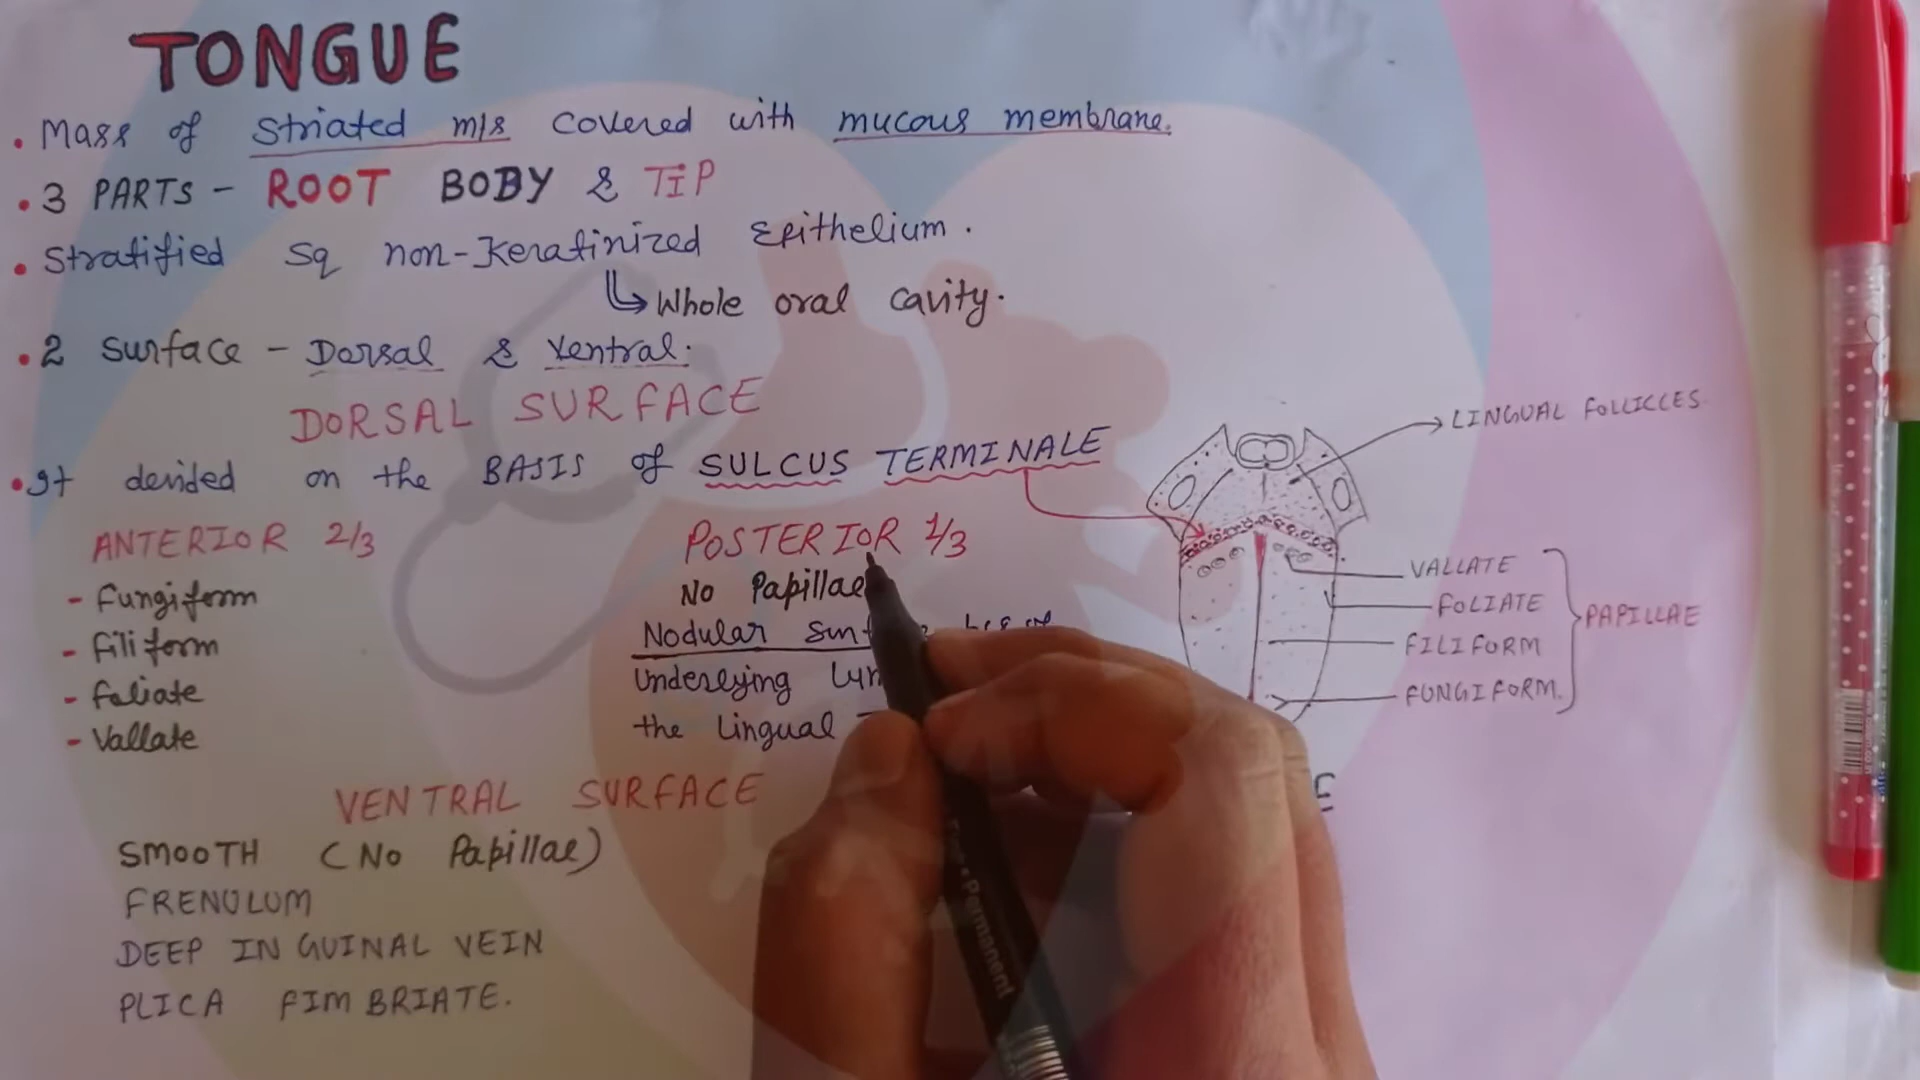 TONGUE
• Mass of Striated m/s covered with mucous membrane.
• 3 PARTS - ROOT BODY & TIP
• Stratified Sq non-Keratinized Epithelium.
↳ Whole oral cavity.
• 2 Surface - Dorsal & Ventral.
DORSAL SURFACE
• It devided on the BASIS of SULCUS TERMINALE
ANTERIOR 2/3
- Fungiform
- Filiform
- Foliate
- Vallate
POSTERIOR 1/3
No Papillae
Nodular
Underlying
the Lingual
LINGUAL FOLLICLES
VALLATE
FOLIATE
FILIFORM
FUNGIFORM.
PAPILLAE
E
VENTRAL SURFACE
SMOOTH (No Papillae)
FRENULUM
DEEP INGUINAL VEIN
PLICA FIMBRIATE.
Permanent